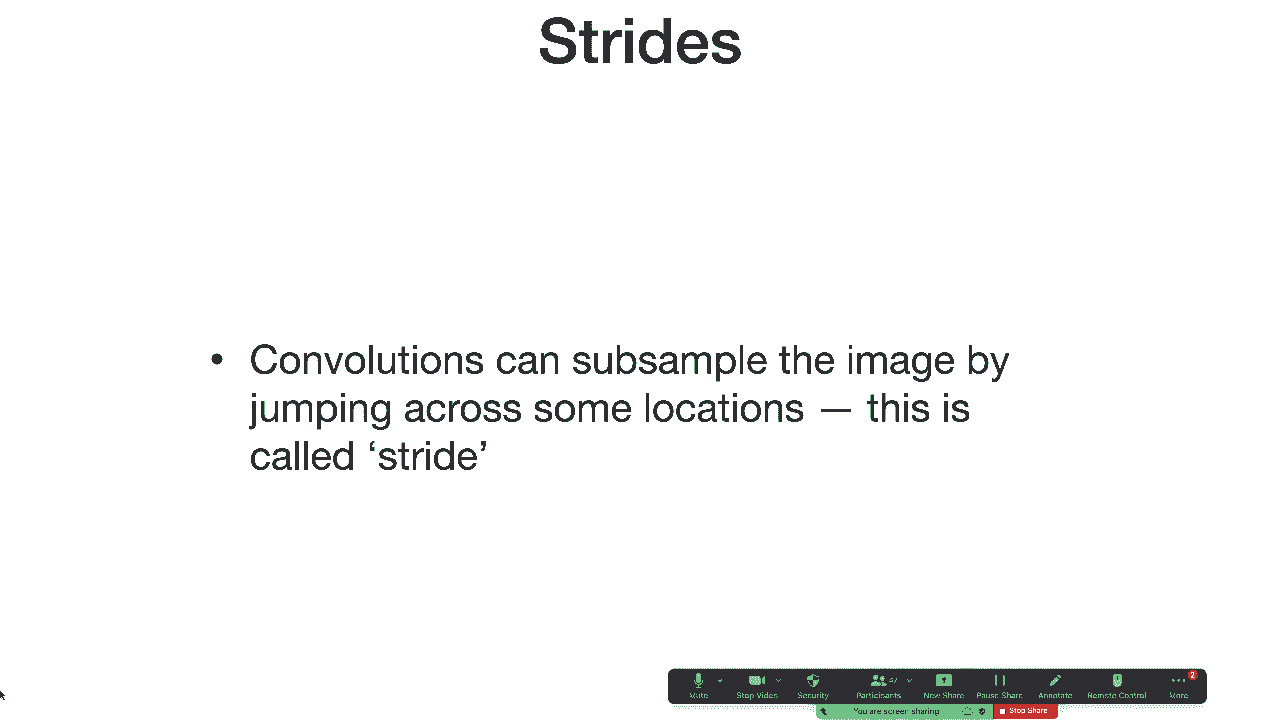 Strides
• Convolutions can subsample the image by
jumping across some locations — this is
called ‘stride’
2
Mute
Stop Video
Security
Participants
47
New Share
Pause Share
Annotate
Remote Control
More
You are screen sharing
Stop Share